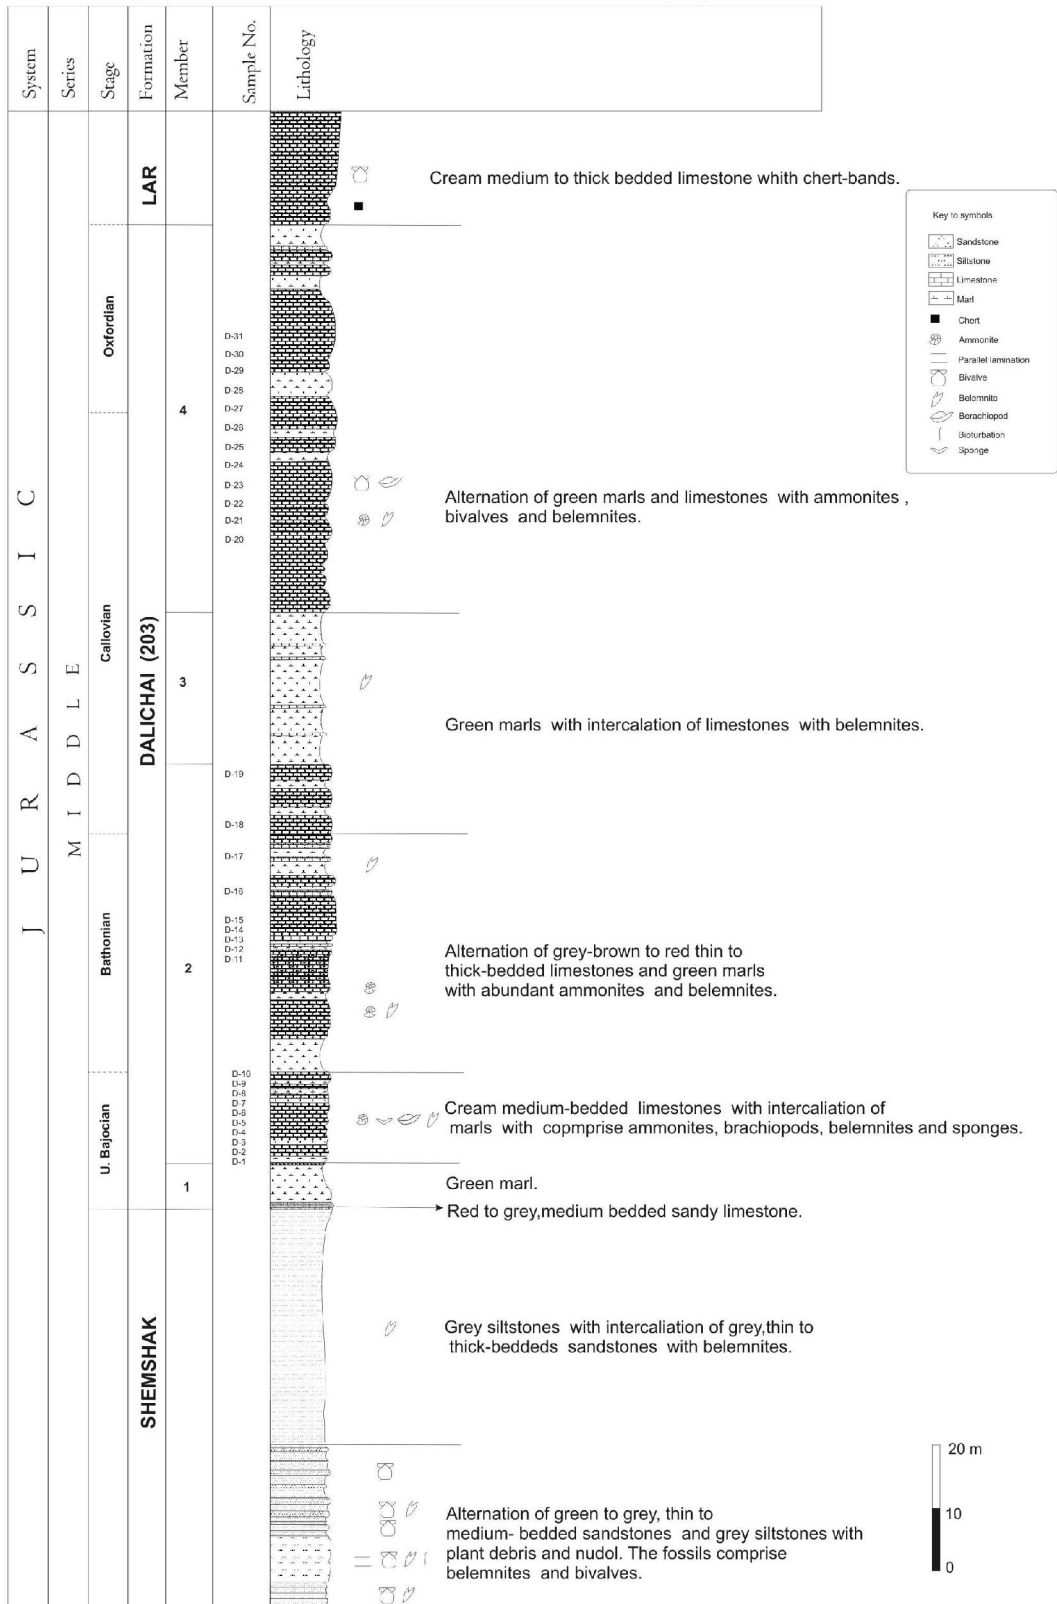 System
Series
Stage
Formation
Member
Sample No.
Lithology
LAR
Cream medium to thick bedded limestone whith chert-bands.
Key to symbols
Sandstone
Siltstone
Limestone
Marl
Chert
Ammonite
Parallel lamination
Bivalve
Belemnite
Berachiopod
Bioturbation
Sponge
Oxfordian
D-31
D-30
D-29
D-28
D-27
D-26
D-25
D-24
D-23
D-22
D-21
D-20
4
Alternation of green marls and limestones with ammonites ,
bivalves and belemnites.
JURASSIC
MIDDLE
Callovian
DALICHAI (203)
3
Green marls with intercalation of limestones with belemnites.
D-19
D-18
D-17
D-16
D-15
D-14
D-13
D-12
D-11
Bathonian
2
Alternation of grey-brown to red thin to
thick-bedded limestones and green marls
with abundant ammonites and belemnites.
D-10
D-9
D-8
D-7
D-6
D-5
D-4
D-3
D-2
D-1
U. Bajocian
Cream medium-bedded limestones with intercaliation of
marls with copmprise ammonites, brachiopods, belemnites and sponges.
1
Green marl.
Red to grey,medium bedded sandy limestone.
SHEMSHAK
Grey siltstones with intercaliation of grey,thin to
thick-beddeds sandstones with belemnites.
Alternation of green to grey, thin to
medium- bedded sandstones and grey siltstones with
plant debris and nudol. The fossils comprise
belemnites and bivalves.
20 m
10
0